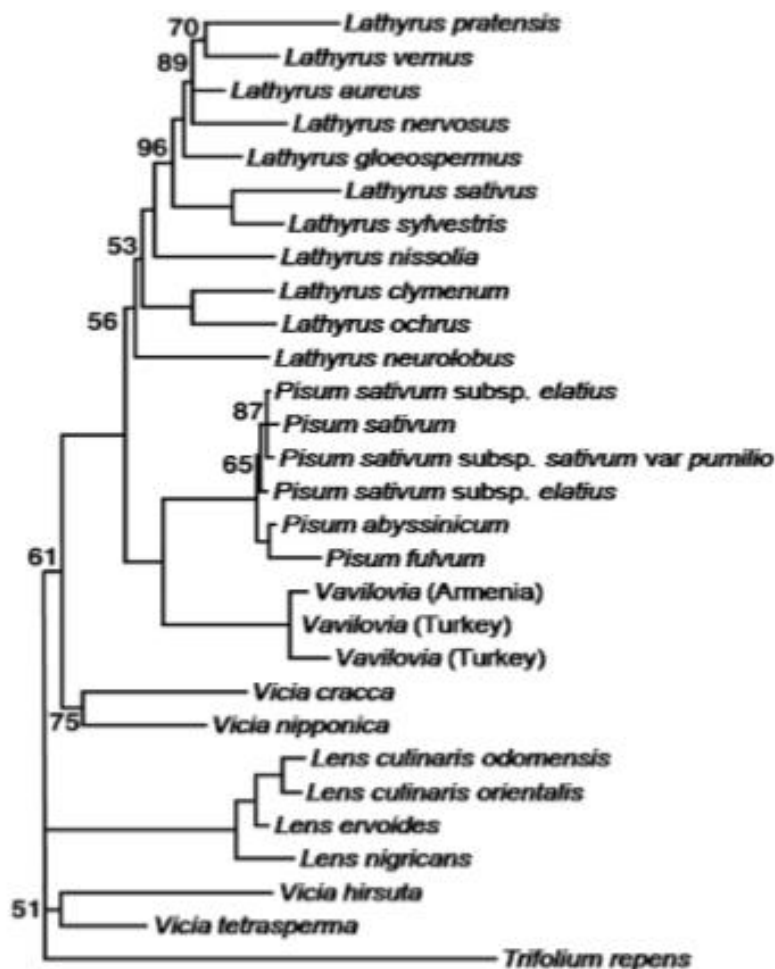 70
Lathyrus pratensis
Lathyrus vernus
89
Lathyrus aureus
Lathyrus nervosus
96
Lathyrus gloeospermus
Lathyrus sativus
Lathyrus sylvestris
53
Lathyrus nissolia
Lathyrus clymenum
56
Lathyrus ochrus
Lathyrus neurolobus
Pisum sativum subsp. elatius
87
Pisum sativum
65
Pisum sativum subsp. sativum var pumilio
Pisum sativum subsp. elatius
Pisum abyssinicum
61
Pisum fulvum
Vavilovia (Armenia)
Vavilovia (Turkey)
Vavilovia (Turkey)
Vicia cracca
75
Vicia nipponica
Lens culinaris odomensis
Lens culinaris orientalis
Lens ervoides
Lens nigricans
Vicia hirsuta
51
Vicia tetrasperma
Trifolium repens